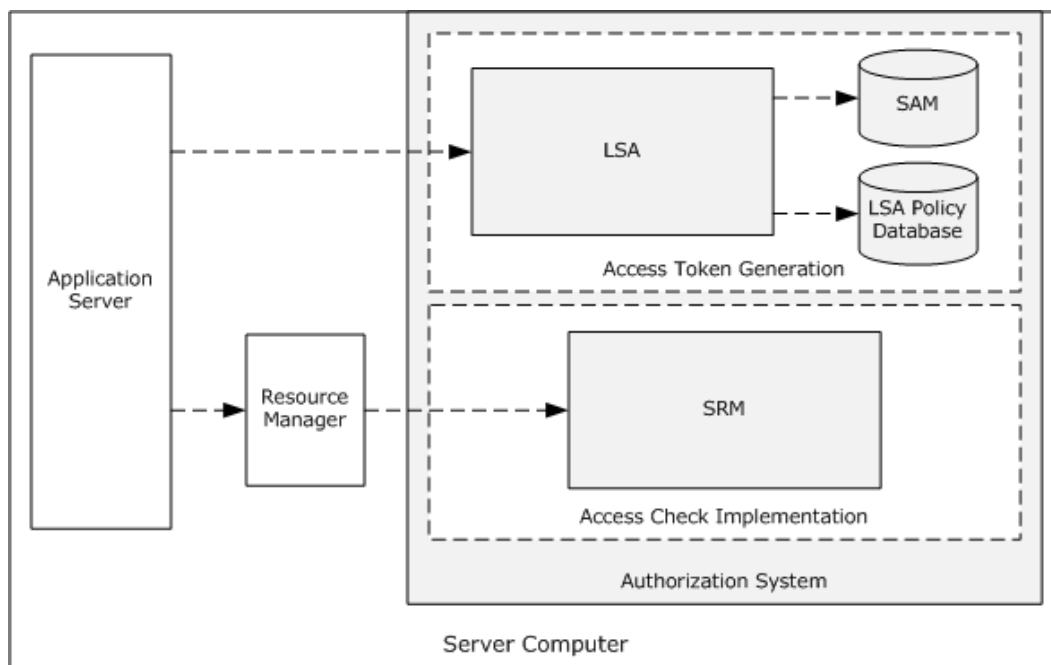 SAM
LSA
LSA Policy
Database
Access Token Generation
Application
Server
Resource
Manager
SRM
Access Check Implementation
Authorization System
Server Computer